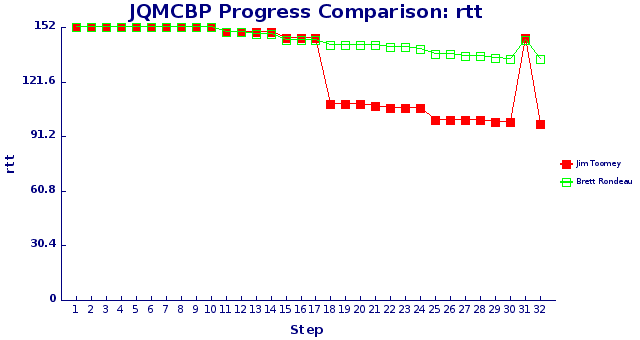 JQMCBP Progress Comparison: rtt
152
121.6
91.2
60.8
30.4
0
rtt
1 2 3 4 5 6 7 8 9 10 11 12 13 14 15 16 17 18 19 20 21 22 23 24 25 26 27 28 29 30 31 32
Step
Jim Toomey
Brett Rondeau